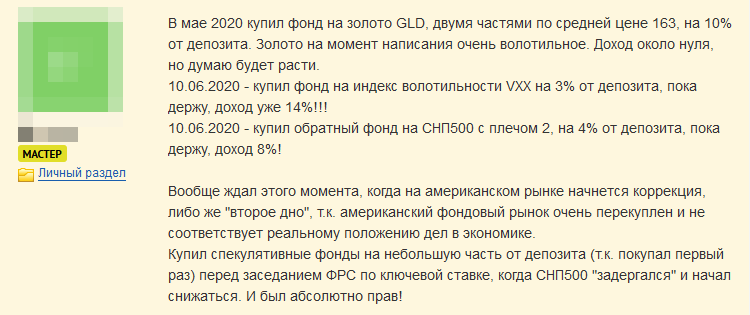 В мае 2020 купил фонд на золото GLD, двумя частями по средней цене 163, на 10%
от депозита. Золото на момент написания очень волотильное. Доход около нуля,
но думаю будет расти.
10.06.2020 - купил фонд на индекс волотильности VXX на 3% от депозита, пока
держу, доход уже 14%!!!
10.06.2020 - купил обратный фонд на СНП500 с плечом 2, на 4% от депозита, пока
держу, доход 8%!
МАСТЕР
Личный раздел
Вообще ждал этого момента, когда на американском рынке начнется коррекция,
либо же "второе дно", т.к. американский фондовый рынок очень перекуплен и не
соответствует реальному положению дел в экономике.
Купил спекулятивные фонды на небольшую часть от депозита (т.к. покупал первый
раз) перед заседанием ФРС по ключевой ставке, когда СНП500 "задергался" и начал
снижаться. И был абсолютно прав!